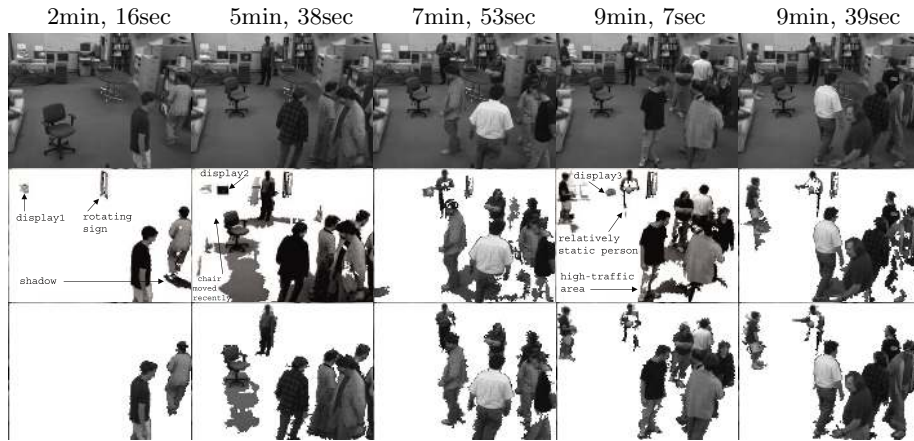 2min, 16sec
5min, 38sec
7min, 53sec
9min, 7sec
9min, 39sec
display1
rotating
sign
shadow
display2
chair
moved
recently
display3
relatively
static person
high-traffic
area